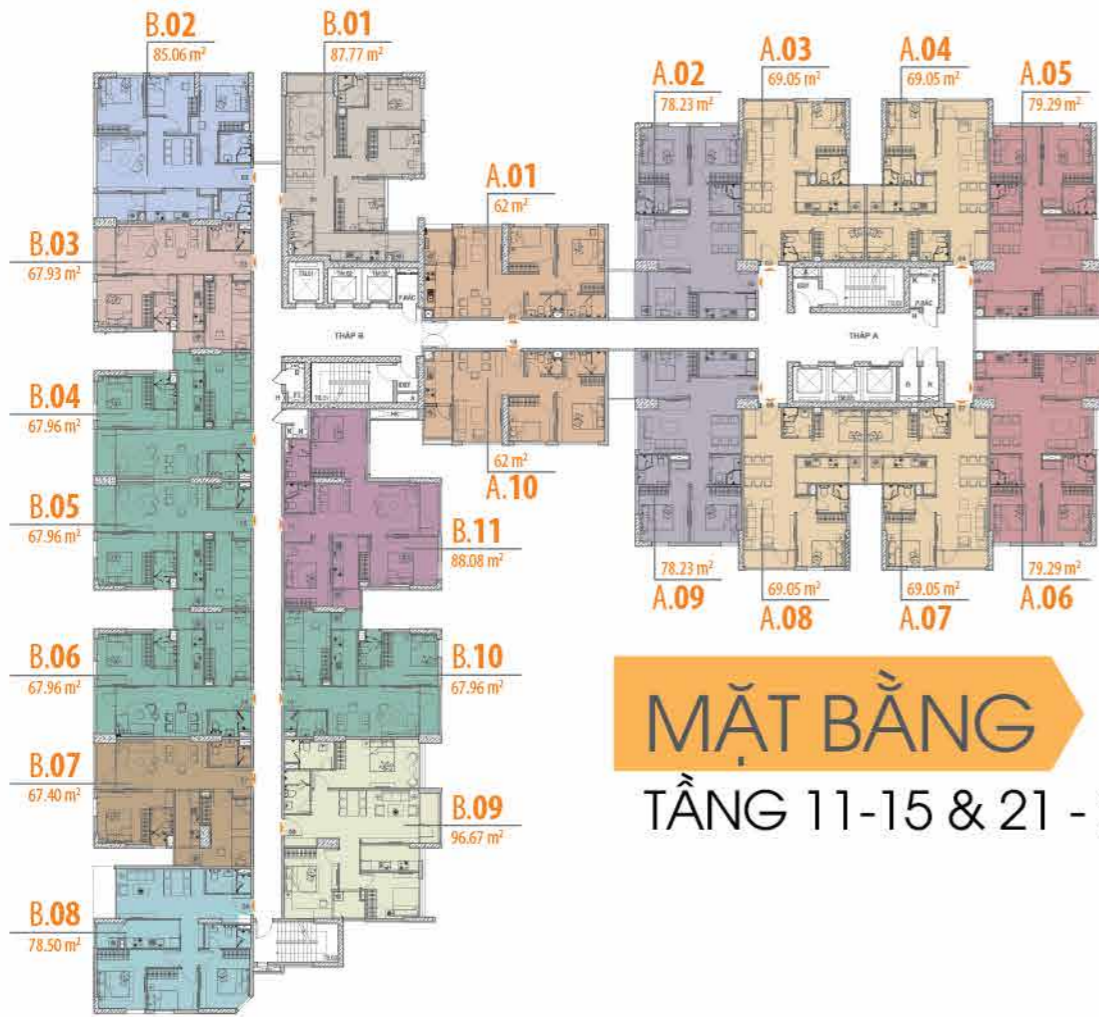 B.02
85.06 m²
B.01
87.77 m²
A.03
69.05 m²
A.04
69.05 m²
A.02
78.23 m²
A.05
79.29 m²
A.01
62 m²
B.03
67.93 m²
THÁP B
THÁP A
EXIT
P.RÁC
EXIT
P.RÁC
B.04
67.96 m²
62 m²
A.10
B.05
67.96 m²
B.11
88.08 m²
78.23 m²
A.09
69.05 m²
A.08
69.05 m²
A.07
79.29 m²
A.06
B.06
67.96 m²
B.10
67.96 m²
MẶT BẰNG
TẦNG 11-15 & 21 -
B.07
67.40 m²
B.09
96.67 m²
B.08
78.50 m²